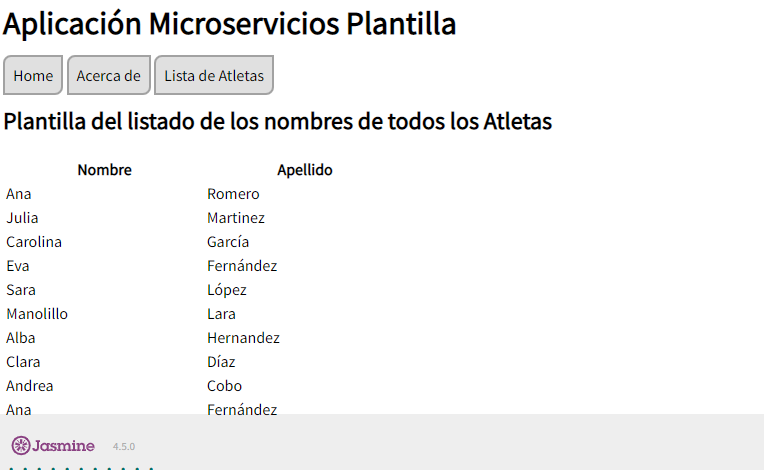 Aplicación Microservicios Plantilla
Home Acerca de Lista de Atletas
Plantilla del listado de los nombres de todos los Atletas
Nombre Apellido
Ana Romero
Julia Martinez
Carolina García
Eva Fernández
Sara López
Manolillo Lara
Alba Hernandez
Clara Díaz
Andrea Cobo
Ana Fernández
Jasmine 4.5.0